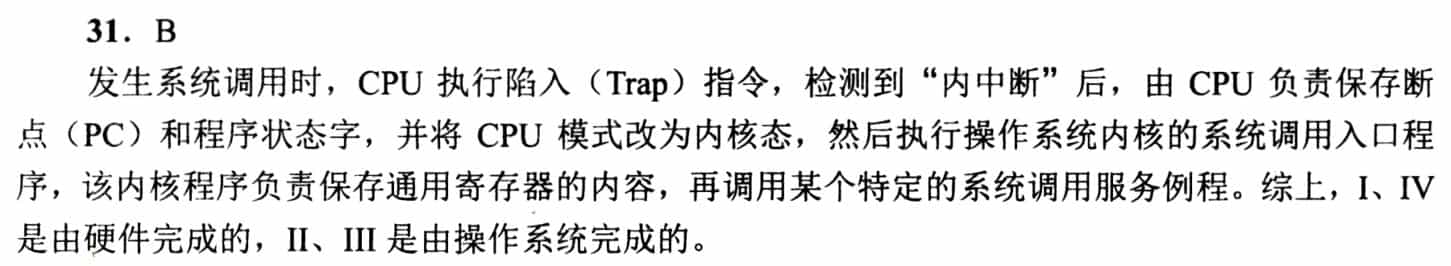 31．B
发生系统调用时，CPU 执行陷入（Trap）指令，检测到“内中断”后，由 CPU 负责保存断
点（PC）和程序状态字，并将 CPU 模式改为内核态，然后执行操作系统内核的系统调用入口程
序，该内核程序负责保存通用寄存器的内容，再调用某个特定的系统调用服务例程。综上，I、IV
是由硬件完成的，II、III 是由操作系统完成的。